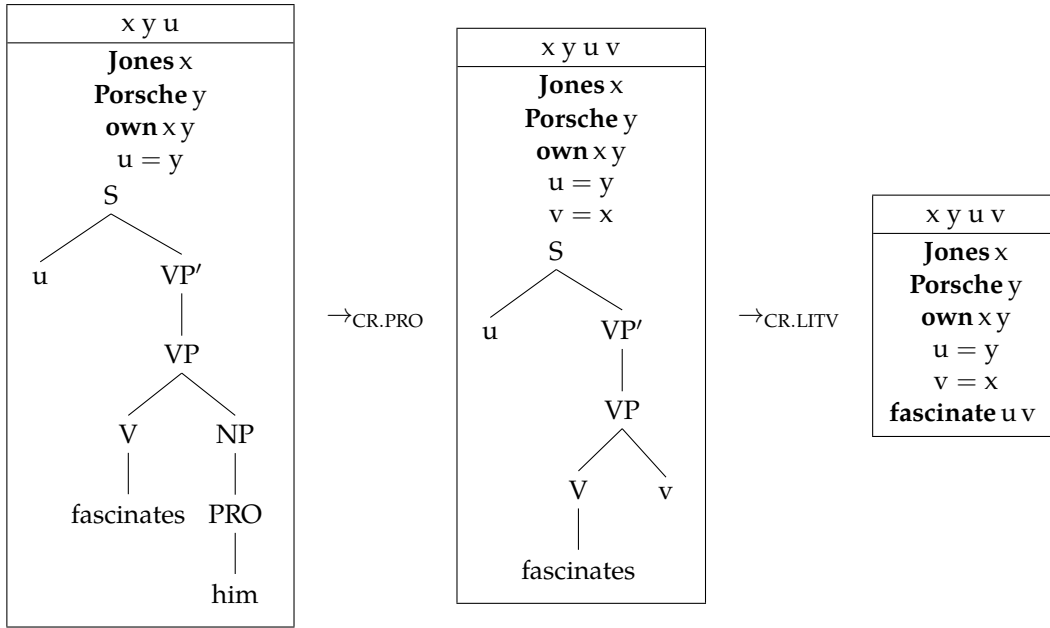 x y u
Jones x
Porsche y
own x y
u = y
S
u VP′
VP
V NP
fascinates PRO
him
→CR.PRO
x y u v
Jones x
Porsche y
own x y
u = y
v = x
S
u VP′
VP
V v
fascinates
→CR.LITV
x y u v
Jones x
Porsche y
own x y
u = y
v = x
fascinate u v